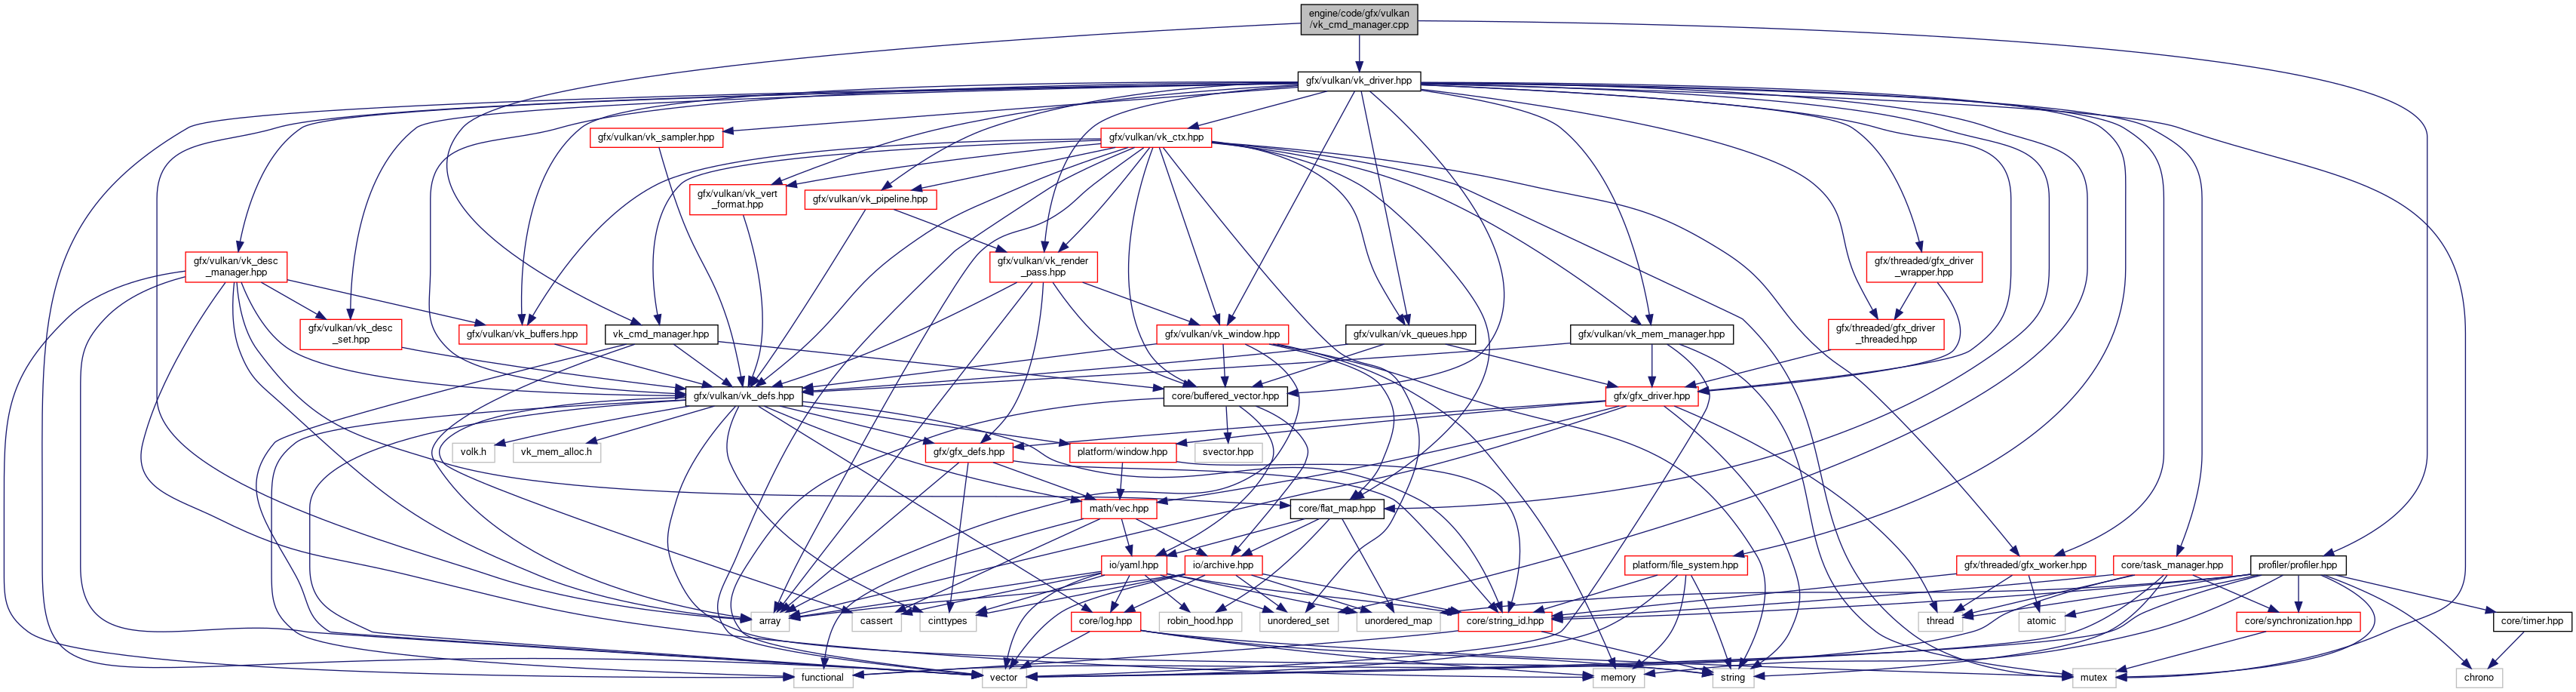 engine/code/gfx/vulkan
/vk_cmd_manager.cpp
gfx/vulkan/vk_driver.hpp
gfx/vulkan/vk_sampler.hpp
gfx/vulkan/vk_ctx.hpp
gfx/vulkan/vk_vert
_format.hpp
gfx/vulkan/vk_pipeline.hpp
gfx/vulkan/vk_desc
_manager.hpp
gfx/vulkan/vk_render
_pass.hpp
gfx/threaded/gfx_driver
_wrapper.hpp
gfx/vulkan/vk_desc
_set.hpp
gfx/vulkan/vk_buffers.hpp
vk_cmd_manager.hpp
gfx/vulkan/vk_window.hpp
gfx/vulkan/vk_queues.hpp
gfx/vulkan/vk_mem_manager.hpp
gfx/threaded/gfx_driver
_threaded.hpp
gfx/vulkan/vk_defs.hpp
core/buffered_vector.hpp
gfx/gfx_driver.hpp
volk.h
vk_mem_alloc.h
gfx/gfx_defs.hpp
platform/window.hpp
svector.hpp
math/vec.hpp
core/flat_map.hpp
io/yaml.hpp
io/archive.hpp
platform/file_system.hpp
gfx/threaded/gfx_worker.hpp
core/task_manager.hpp
profiler/profiler.hpp
array
cassert
cinttypes
core/log.hpp
robin_hood.hpp
unordered_set
unordered_map
core/string_id.hpp
thread
atomic
core/synchronization.hpp
core/timer.hpp
functional
vector
memory
string
mutex
chrono